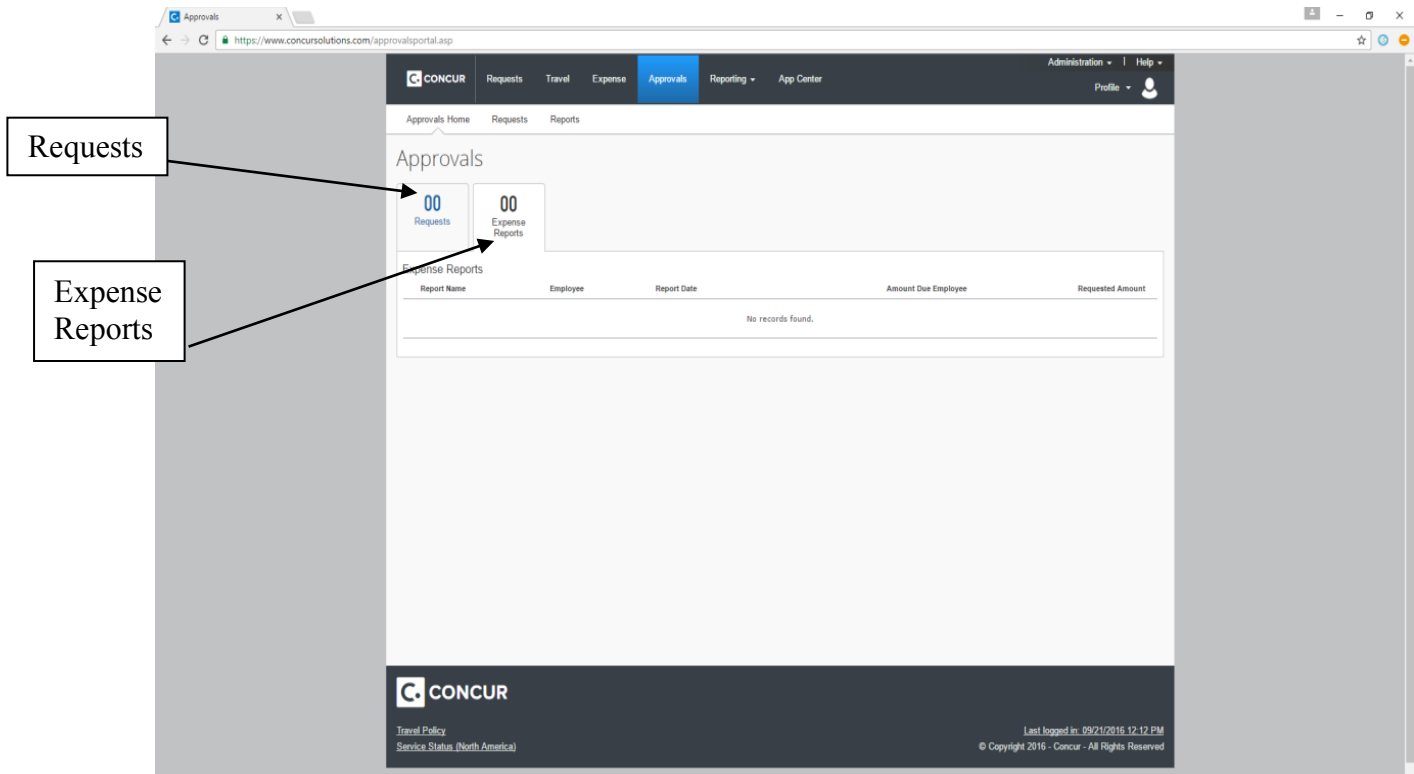 Approvals
https://www.concursolutions.com/approvalsportal.asp
Administration | Help
CONCUR Requests Travel Expense Approvals Reporting App Center
Profile
Approvals Home Requests Reports
Requests
Approvals
00 00
Requests Expense
Reports
Expense
Reports
Expense Reports
Report Name Employee Report Date Amount Due Employee Requested Amount
No records found.
C. CONCUR
Travel Policy Last logged in: 09/21/2016 12:12 PM
Service Status (North America) © Copyright 2016 - Concur - All Rights Reserved